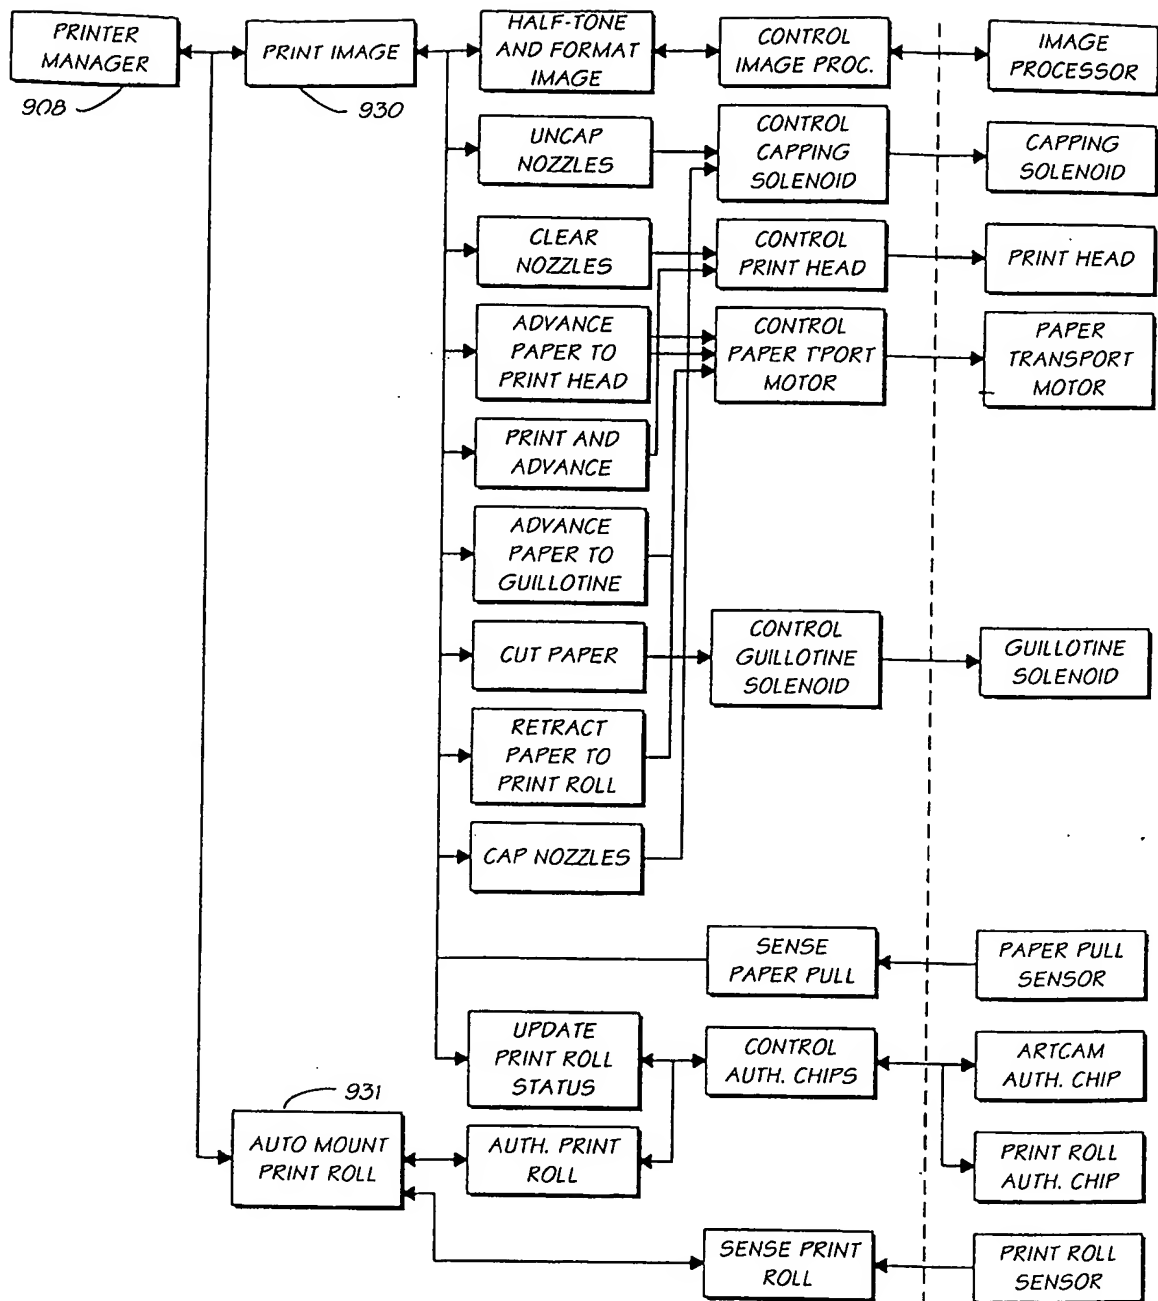 PRINTER
MANAGER
908
PRINT IMAGE
930
HALF-TONE
AND FORMAT
IMAGE
CONTROL
IMAGE PROC.
IMAGE
PROCESSOR
UNCAP
NOZZLES
CONTROL
CAPPING
SOLENOID
CAPPING
SOLENOID
CLEAR
NOZZLES
CONTROL
PRINT HEAD
PRINT HEAD
ADVANCE
PAPER TO
PRINT HEAD
CONTROL
PAPER T'PORT
MOTOR
PAPER
TRANSPORT
MOTOR
PRINT AND
ADVANCE
ADVANCE
PAPER TO
GUILLOTINE
CUT PAPER
CONTROL
GUILLOTINE
SOLENOID
GUILLOTINE
SOLENOID
RETRACT
PAPER TO
PRINT ROLL
CAP NOZZLES
SENSE
PAPER PULL
PAPER PULL
SENSOR
UPDATE
PRINT ROLL
STATUS
CONTROL
AUTH. CHIPS
ARTCAM
AUTH. CHIP
931
AUTO MOUNT
PRINT ROLL
AUTH. PRINT
ROLL
PRINT ROLL
AUTH. CHIP
SENSE PRINT
ROLL
PRINT ROLL
SENSOR